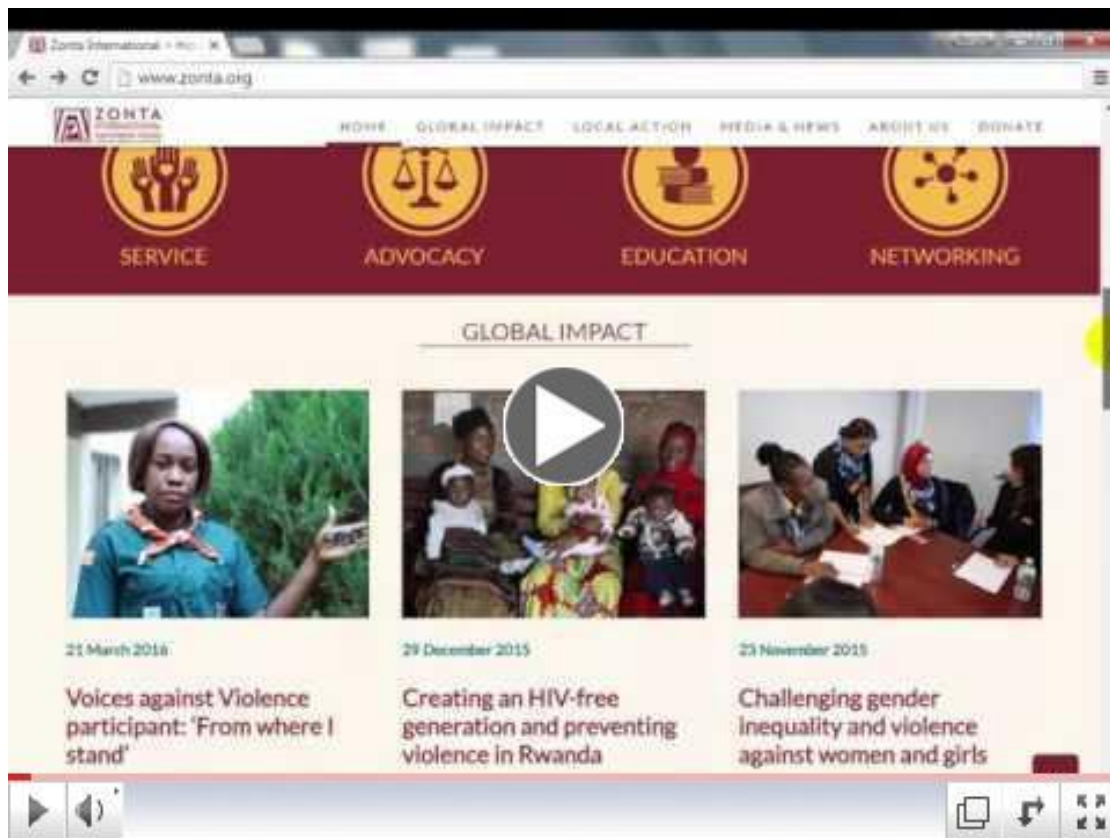 Zonta International
www.zonta.org
ZONTA
HOME GLOBAL IMPACT LOCAL ACTION MEDIA & NEWS ABOUT US DONATE
SERVICE ADVOCACY EDUCATION NETWORKING
GLOBAL IMPACT
21 March 2016
Voices against Violence
participant: 'From where I
stand'
29 December 2015
Creating an HIV-free
generation and preventing
violence in Rwanda
23 November 2015
Challenging gender
inequality and violence
against women and girls